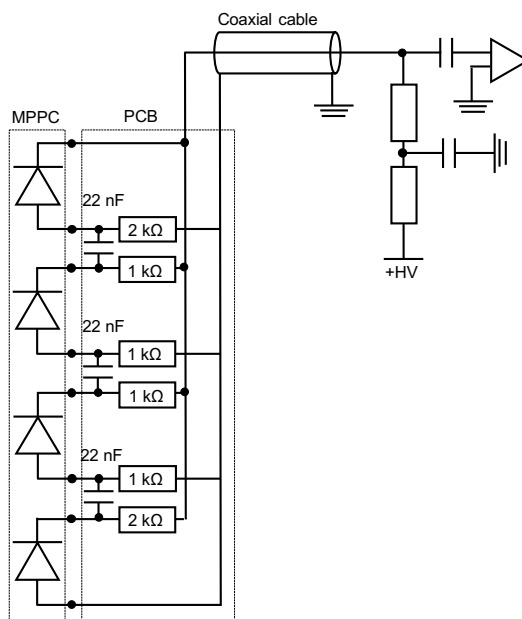 Coaxial cable
MPPC
PCB
22 nF
2 kΩ
1 kΩ
+HV
22 nF
1 kΩ
1 kΩ
22 nF
1 kΩ
2 kΩ